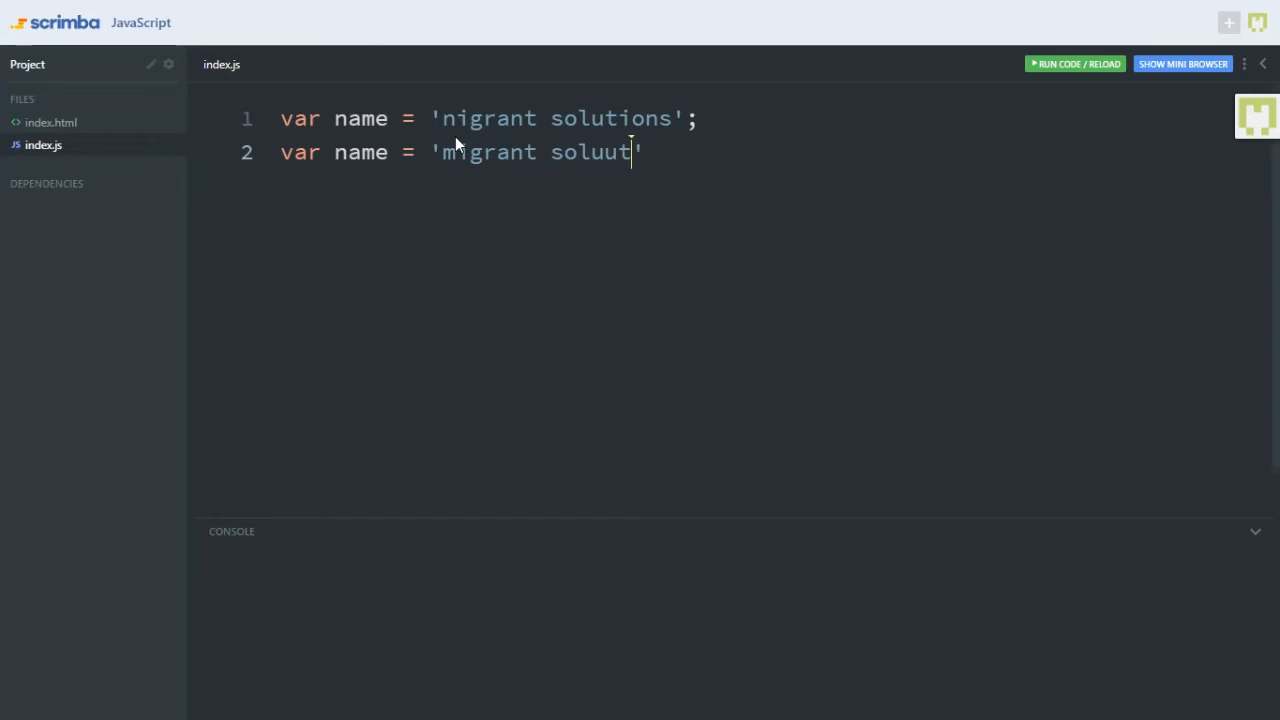 scrimba JavaScript
Project
index.js
RUN CODE / RELOAD
SHOW MINI BROWSER
FILES
<> index.html
JS index.js
DEPENDENCIES
1 var name = 'nigrant solutions';
2 var name = 'migrant soluut'
CONSOLE